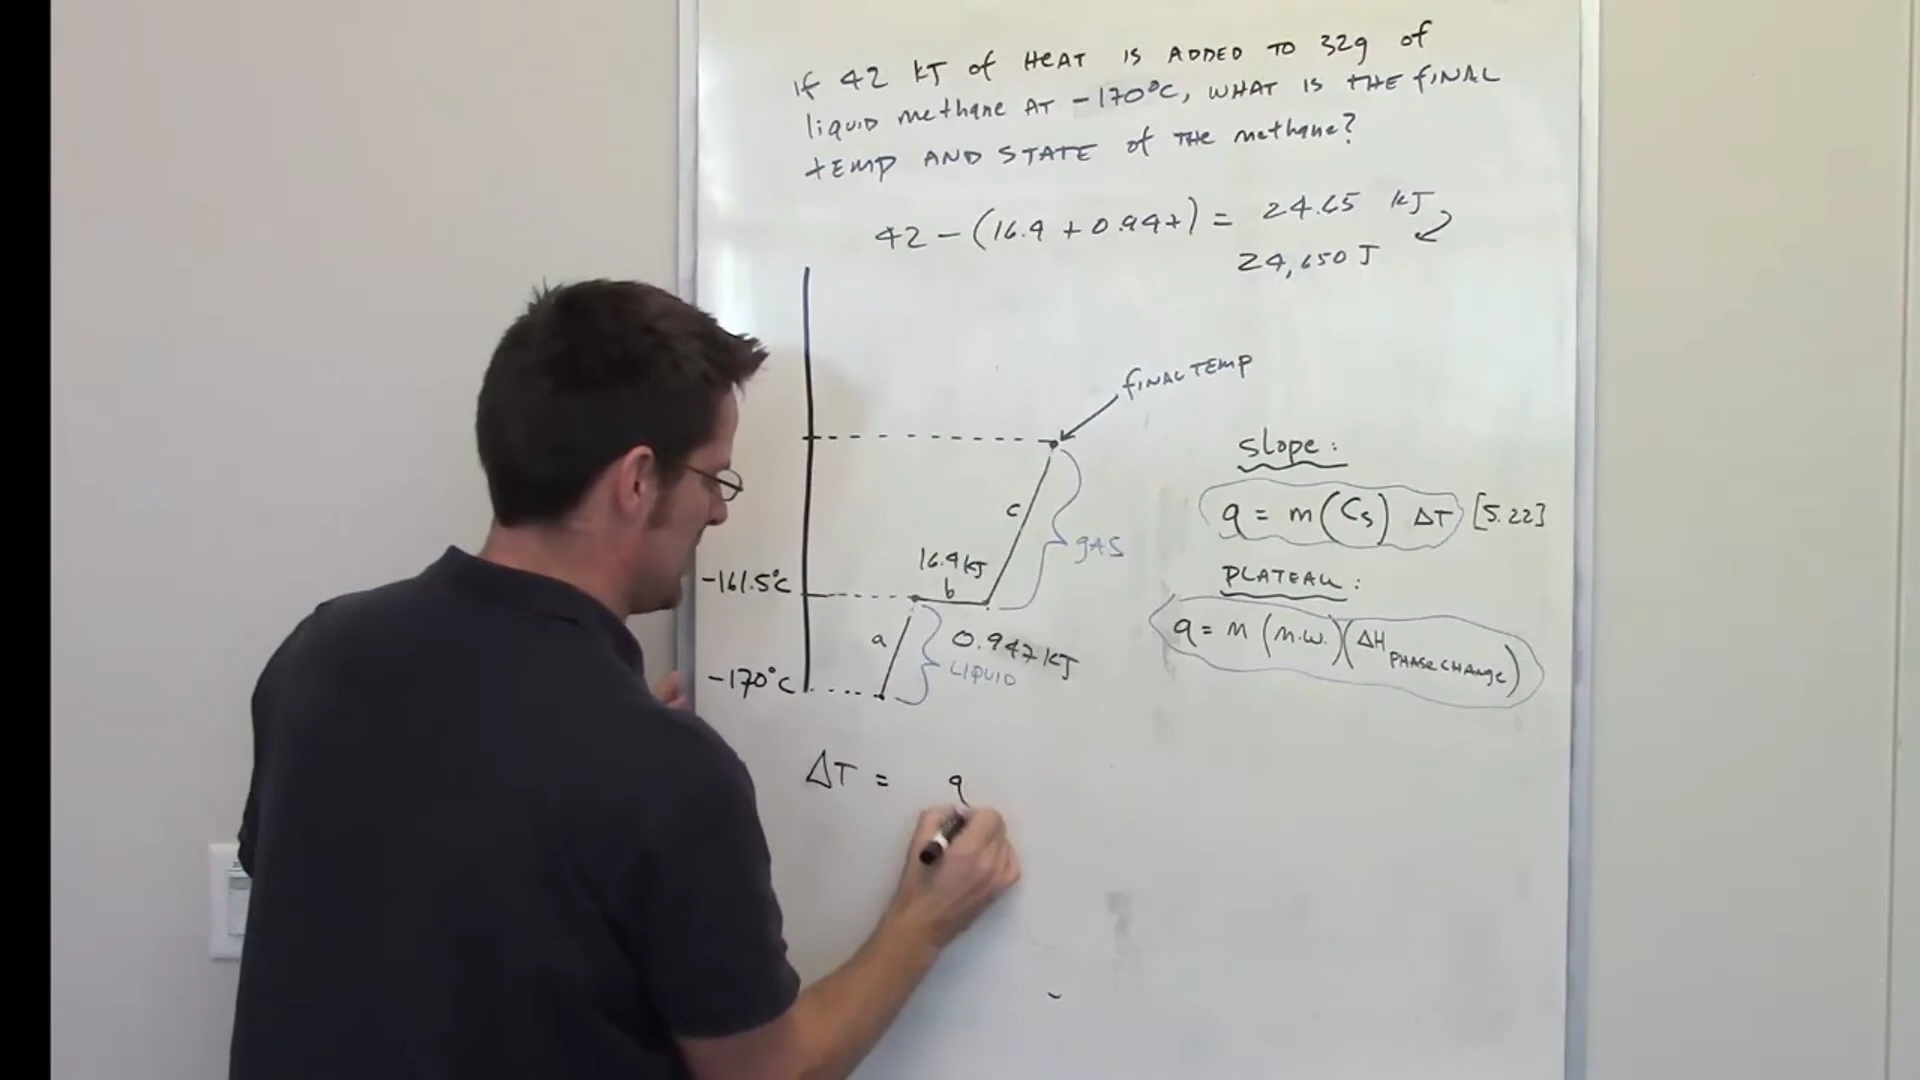 If 42 KJ of HEAT IS ADDED TO 32g of
liquid methane AT -170°C, WHAT IS THE fINAL
tEMP AND STATE of THE methane?
42 - (16.4 + 0.947) = 24.65 kJ
24,650 J
fINAL TEMP
slope:
q = m (Cs) ΔT [5.22]
c
gAS
16.4 kJ
b
PLATEAU:
-161.5°C
q = m (m.w.)(ΔH PHASE CHANge)
a
0.947 KJ
LIQUID
-170°C
ΔT = q